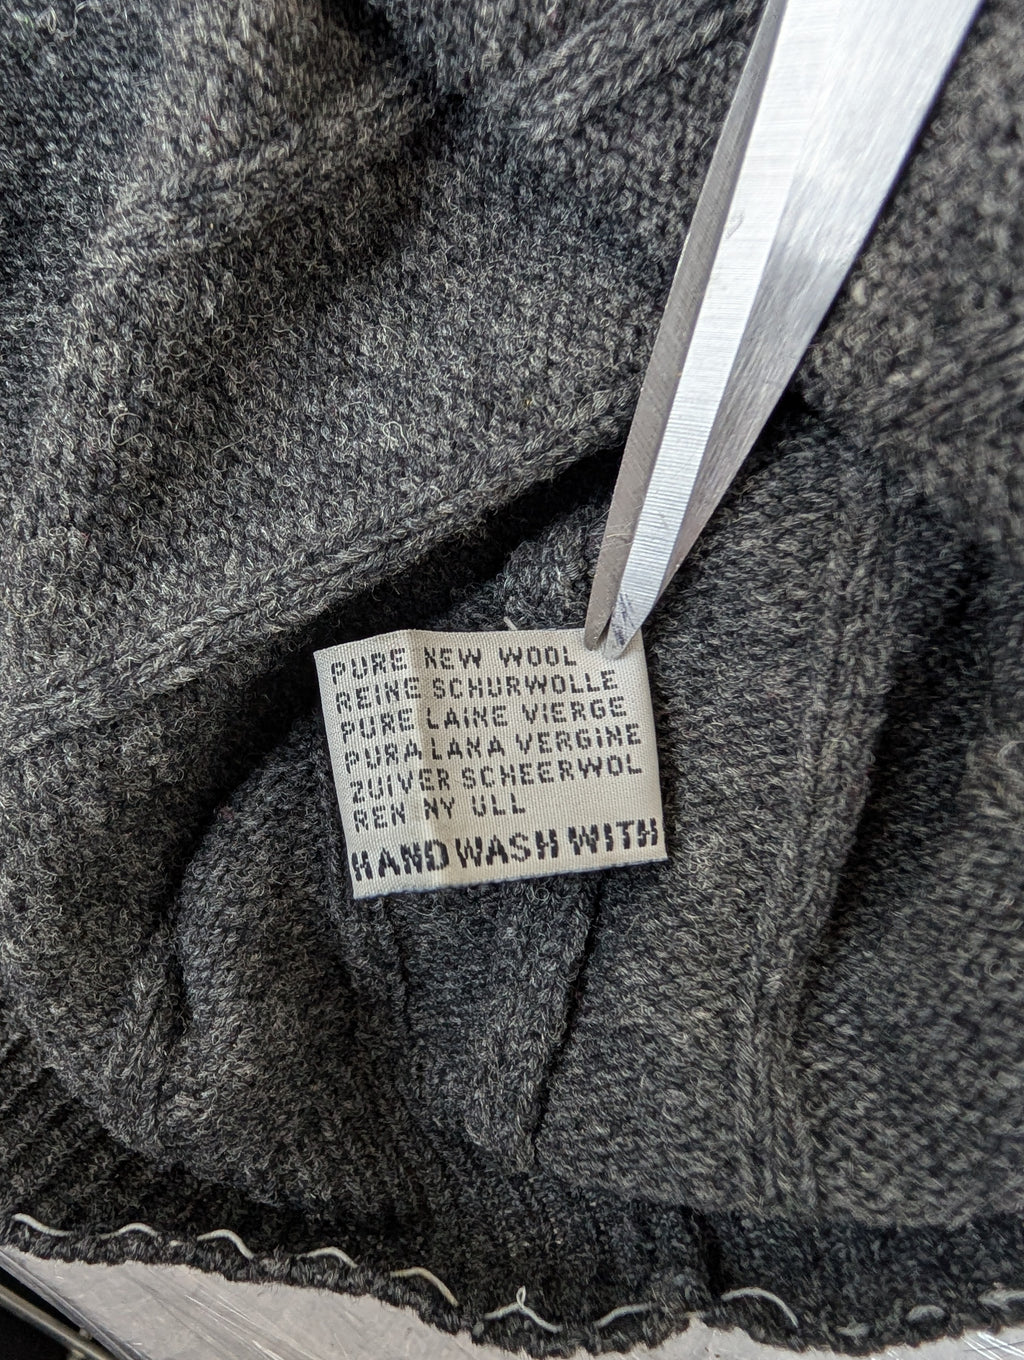 PURE NEW WOOL
REINE SCHURWOLLE
PURE LAINE VIERGE
PURA LANA VERGINE
ZUIVER SCHEERWOL
REN NY ULL
HAND WASH WITH